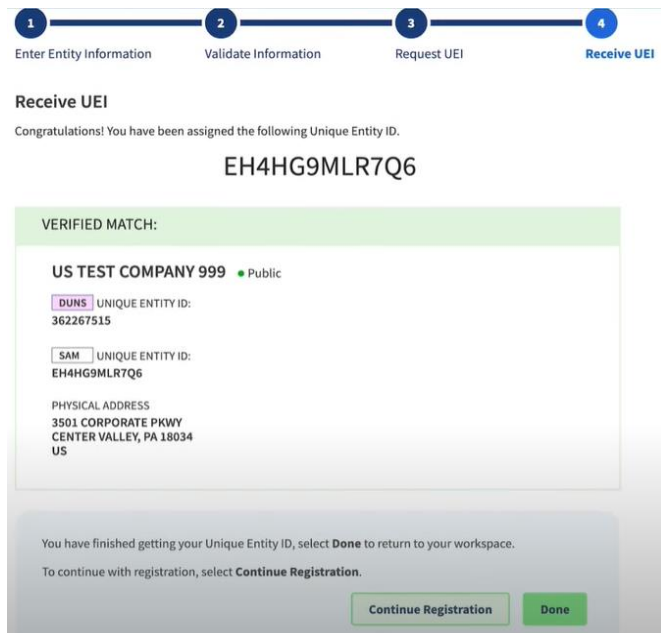 1 2 3 4
Enter Entity Information Validate Information Request UEI Receive UEI
Receive UEI
Congratulations! You have been assigned the following Unique Entity ID.
EH4HG9MLR7Q6
VERIFIED MATCH:
US TEST COMPANY 999 • Public
DUNS UNIQUE ENTITY ID:
362267515
SAM UNIQUE ENTITY ID:
EH4HG9MLR7Q6
PHYSICAL ADDRESS
3501 CORPORATE PKWY
CENTER VALLEY, PA 18034
US
You have finished getting your Unique Entity ID, select Done to return to your workspace.
To continue with registration, select Continue Registration.
Continue Registration Done